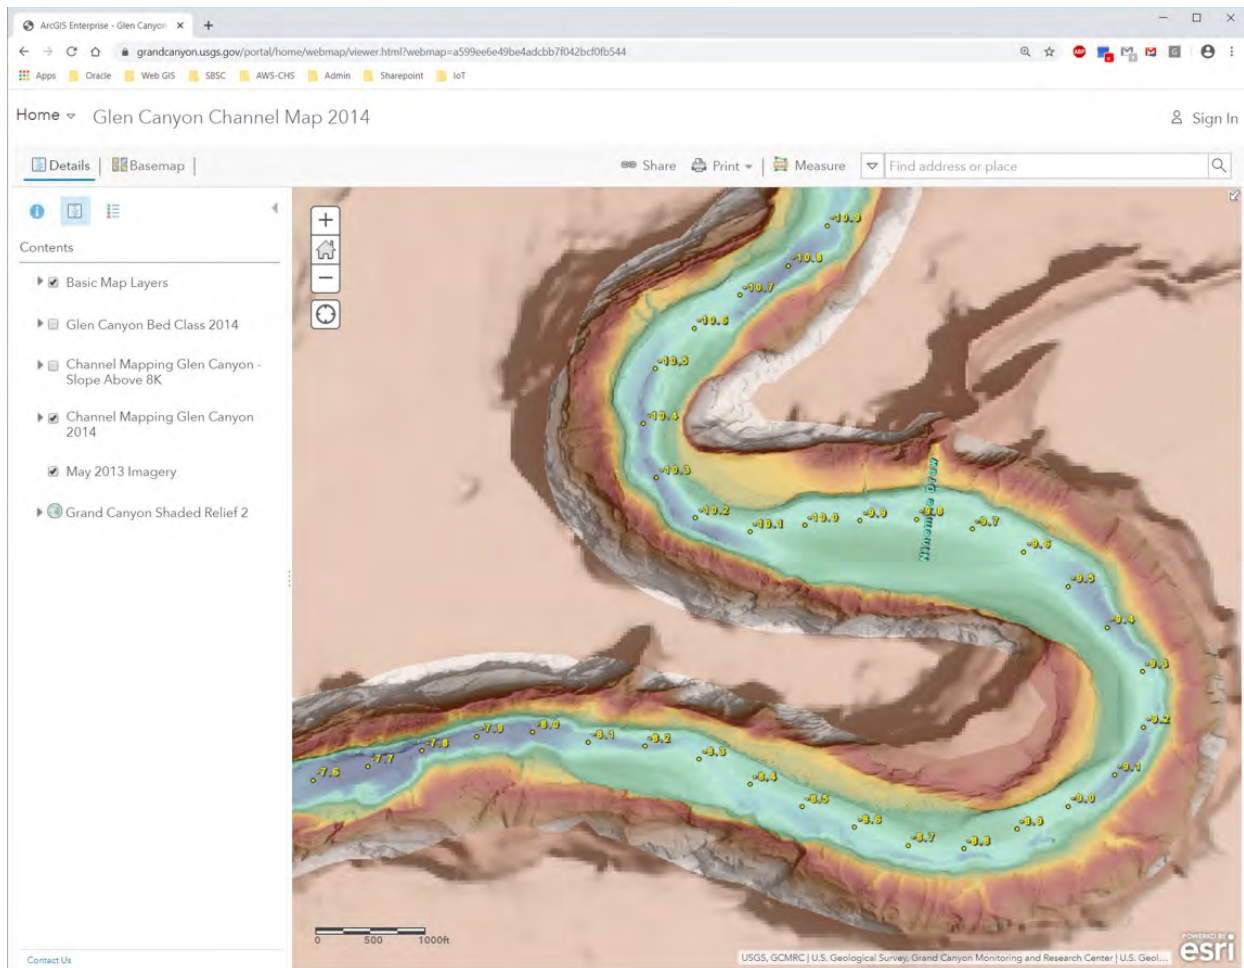 ArcGIS Enterprise - Glen Canyon
grandcanyon.usgs.gov/portal/home/webmap/viewer.html?webmap=a599ee6e49be4adcbb7f042bcf0fb544
Apps Oracle Web GIS SBSC AWS-CHS Admin Sharepoint IoT
Home Glen Canyon Channel Map 2014 Sign In
Details Basemap Share Print Measure Find address or place
Contents
Basic Map Layers
Glen Canyon Bed Class 2014
Channel Mapping Glen Canyon -
Slope Above 8K
Channel Mapping Glen Canyon
2014
May 2013 Imagery
Grand Canyon Shaded Relief 2
-10.9
-10.8
-10.7
-10.6
-10.5
-10.4
-10.3
-10.2
-10.1
-10.0
-9.9
-9.8
-9.7
-9.6
-9.5
-9.4
-9.3
-9.2
-9.1
-9.0
-8.9
-8.8
-8.7
-8.6
-8.5
-8.4
-8.3
-8.2
-8.1
-8.0
-7.9
-7.8
-7.7
-7.6
Ninemile Draw
0 500 1000ft
USGS, GCMRC | U.S. Geological Survey, Grand Canyon Monitoring and Research Center | U.S. Geol...
POWERED BY
esri
Contact Us